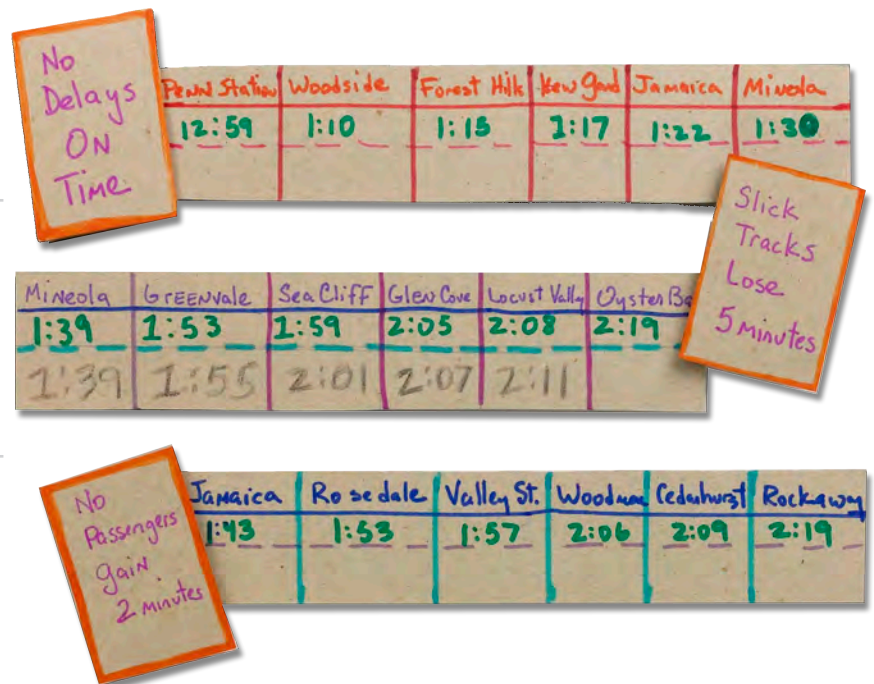 No
Delays
ON
Time
Penn Station Woodside Forest Hills Kew Gard Jamaica Mineola
12:59 1:10 1:15 1:17 1:22 1:30
Slick
Tracks
Lose
5 minutes
Mineola GREENvale Sea Cliff Glen Cove Locust Vally Oyster Ba
1:39 1:53 1:59 2:05 2:08 2:19
1:39 1:55 2:01 2:07 2:11
No
Passengers
gain
2 minutes
Jamaica Rosedale Valley St. Woodmae Cedarhurst Rockaway
1:43 1:53 1:57 2:06 2:09 2:19